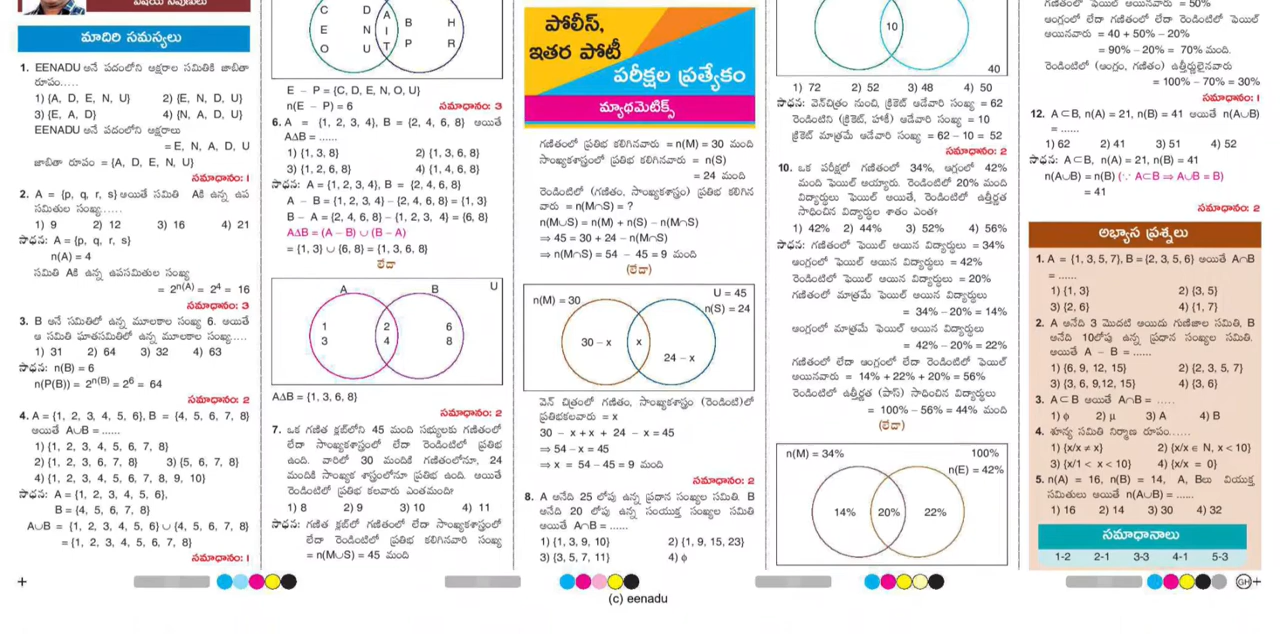 విషయ నిపుణులు
మాదిరి సమస్యలు
1. EENADU అనే పదంలోని అక్షరాల సమితికి జాబితా
రూపం.....
1) {A, D, E, N, U} 2) {E, N, D, U}
3) {E, A, D} 4) {N, A, D, U}
EENADU అనే పదంలోని అక్షరాలు
= E, N, A, D, U
జాబితా రూపం = {A, D, E, N, U}
సమాధానం: 1
2. A = {p, q, r, s} అయితే సమితి Aకి ఉన్న ఉప
సమితుల సంఖ్య......
1) 9 2) 12 3) 16 4) 21
సాధన: A = {p, q, r, s}
n(A) = 4
సమితి Aకి ఉన్న ఉపసమితుల సంఖ్య
= 2ⁿ⁽ᴬ⁾ = 2⁴ = 16
సమాధానం: 3
3. B అనే సమితిలో ఉన్న మూలకాల సంఖ్య 6. అయితే
ఆ సమితి ఘాతసమితిలో ఉన్న మూలకాల సంఖ్య....
1) 31 2) 64 3) 32 4) 63
సాధన: n(B) = 6
n(P(B)) = 2ⁿ⁽ᴮ⁾ = 2⁶ = 64
సమాధానం: 2
4. A = {1, 2, 3, 4, 5, 6}, B = {4, 5, 6, 7, 8}
అయితే A∪B = ......
1) {1, 2, 3, 4, 5, 6, 7, 8}
2) {1, 2, 3, 6, 7, 8} 3) {5, 6, 7, 8}
4) {1, 2, 3, 4, 5, 6, 7, 8, 9, 10}
సాధన: A = {1, 2, 3, 4, 5, 6},
B = {4, 5, 6, 7, 8}
A∪B = {1, 2, 3, 4, 5, 6} ∪ {4, 5, 6, 7, 8}
= {1, 2, 3, 4, 5, 6, 7, 8}
సమాధానం: 1
C D A B H
E N I
O U T P R
E – P = {C, D, E, N, O, U}
n(E – P) = 6
సమాధానం: 3
6. A = {1, 2, 3, 4}, B = {2, 4, 6, 8} అయితే
A∆B = ......
1) {1, 3, 8} 2) {1, 3, 6, 8}
3) {1, 2, 6, 8} 4) {1, 4, 6, 8}
సాధన: A = {1, 2, 3, 4}, B = {2, 4, 6, 8}
A – B = {1, 2, 3, 4} – {2, 4, 6, 8} = {1, 3}
B – A = {2, 4, 6, 8} – {1, 2, 3, 4} = {6, 8}
A∆B = (A – B) ∪ (B – A)
= {1, 3} ∪ {6, 8} = {1, 3, 6, 8}
లేదా
A B U
1 2 6
3 4 8
A∆B = {1, 3, 6, 8}
సమాధానం: 2
7. ఒక గణిత క్లబ్‌లోని 45 మంది సభ్యులకు గణితంలో
లేదా సాంఖ్యకశాస్త్రంలో లేదా రెండింటిలో ప్రతిభ
ఉంది. వారిలో 30 మందికి గణితంలోనూ, 24
మందికి సాంఖ్యక శాస్త్రంలోనూ ప్రతిభ ఉంది. అయితే
రెండింటిలో ప్రతిభ కలవారు ఎంతమంది?
1) 8 2) 9 3) 10 4) 11
సాధన: గణిత క్లబ్‌లో గణితంలో లేదా సాంఖ్యకశాస్త్రంలో
లేదా రెండింటిలో ప్రతిభ కలిగినవారి సంఖ్య
= n(M∪S) = 45 మంది
పోలీస్,
ఇతర పోటీ
పరీక్షల ప్రత్యేకం
మ్యాథమెటిక్స్
గణితంలో ప్రతిభ కలిగినవారు = n(M) = 30 మంది
సాంఖ్యకశాస్త్రంలో ప్రతిభ కలిగినవారు = n(S)
= 24 మంది
రెండింటిలో (గణితం, సాంఖ్యకశాస్త్రం) ప్రతిభ కలిగిన
వారు = n(M∩S) = ?
n(M∪S) = n(M) + n(S) – n(M∩S)
⇒ 45 = 30 + 24 – n(M∩S)
⇒ n(M∩S) = 54 – 45 = 9 మంది
(లేదా)
n(M) = 30 U = 45
n(S) = 24
30 – x x 24 – x
వెన్ చిత్రంలో గణితం, సాంఖ్యకశాస్త్రం (రెండింటి)లో
ప్రతిభకలవారు = x
30 – x + x + 24 – x = 45
⇒ 54 – x = 45
⇒ x = 54 – 45 = 9 మంది
సమాధానం: 2
8. A అనేది 25 లోపు ఉన్న ప్రధాన సంఖ్యల సమితి. B
అనేది 20 లోపు ఉన్న సంయుక్త సంఖ్యల సమితి
అయితే A∩B = ......
1) {1, 3, 9, 10} 2) {1, 9, 15, 23}
3) {3, 5, 7, 11} 4) ϕ
10
40
1) 72 2) 52 3) 48 4) 50
సాధన: వెన్‌చిత్రం నుంచి, క్రికెట్ ఆడేవారి సంఖ్య = 62
రెండింటిని (క్రికెట్, హాకీ) ఆడేవారి సంఖ్య = 10
క్రికెట్ మాత్రమే ఆడేవారి సంఖ్య = 62 – 10 = 52
సమాధానం: 2
10. ఒక పరీక్షలో గణితంలో 34%, ఆంగ్లంలో 42%
మంది ఫెయిల్ అయ్యారు. రెండింటిలో 20% మంది
విద్యార్థులు ఫెయిల్ అయితే, రెండింటిలో ఉత్తీర్ణత
సాధించిన విద్యార్థుల శాతం ఎంత?
1) 42% 2) 44% 3) 52% 4) 56%
సాధన: గణితంలో ఫెయిల్ అయిన విద్యార్థులు = 34%
ఆంగ్లంలో ఫెయిల్ అయిన విద్యార్థులు = 42%
రెండింటిలో ఫెయిల్ అయిన విద్యార్థులు = 20%
గణితంలో మాత్రమే ఫెయిల్ అయిన విద్యార్థులు
= 34% – 20% = 14%
ఆంగ్లంలో మాత్రమే ఫెయిల్ అయిన విద్యార్థులు
= 42% – 20% = 22%
గణితంలో లేదా ఆంగ్లంలో లేదా రెండింటిలో ఫెయిల్
అయినవారు = 14% + 22% + 20% = 56%
రెండింటిలో ఉత్తీర్ణత (పాస్) సాధించిన విద్యార్థులు
= 100% – 56% = 44% మంది
(లేదా)
n(M) = 34% 100%
n(E) = 42%
14% 20% 22%
గణితంలో ఫెయిల్ అయినవారు = 50%
ఆంగ్లంలో లేదా గణితంలో లేదా రెండింటిలో ఫెయిల్
అయినవారు = 40 + 50% – 20%
= 90% – 20% = 70% మంది.
రెండింటిలో (ఆంగ్లం, గణితం) ఉత్తీర్ణులైనవారు
= 100% – 70% = 30%
సమాధానం: 1
12. A⊂B, n(A) = 21, n(B) = 41 అయితే n(A∪B)
= ......
1) 62 2) 41 3) 51 4) 52
సాధన: A⊂B, n(A) = 21, n(B) = 41
n(A∪B) = n(B) (∵ A⊂B ⇒ A∪B = B)
= 41
సమాధానం: 2
అభ్యాస ప్రశ్నలు
1. A = {1, 3, 5, 7}, B = {2, 3, 5, 6} అయితే A∩B
= ......
1) {1, 3} 2) {3, 5}
3) {2, 6} 4) {1, 7}
2. A అనేది 3 మొదటి అయిదు గుణిజాల సమితి, B
అనేది 10లోపు ఉన్న ప్రధాన సంఖ్యల సమితి.
అయితే A – B = ......
1) {6, 9, 12, 15} 2) {2, 3, 5, 7}
3) {3, 6, 9,12, 15} 4) {3, 6}
3. A⊂B అయితే A∩B = .....
1) ϕ 2) μ 3) A 4) B
4. శూన్య సమితి నిర్మాణ రూపం......
1) {x/x ≠ x} 2) {x/x ∈ N, x < 10}
3) {x/1 < x < 10} 4) {x/x = 0}
5. n(A) = 16, n(B) = 14, A, Bలు వియుక్త
సమితులు అయితే n(A∪B) = ......
1) 16 2) 14 3) 30 4) 32
సమాధానాలు
1-2 2-1 3-3 4-1 5-3
GH
(c) eenadu